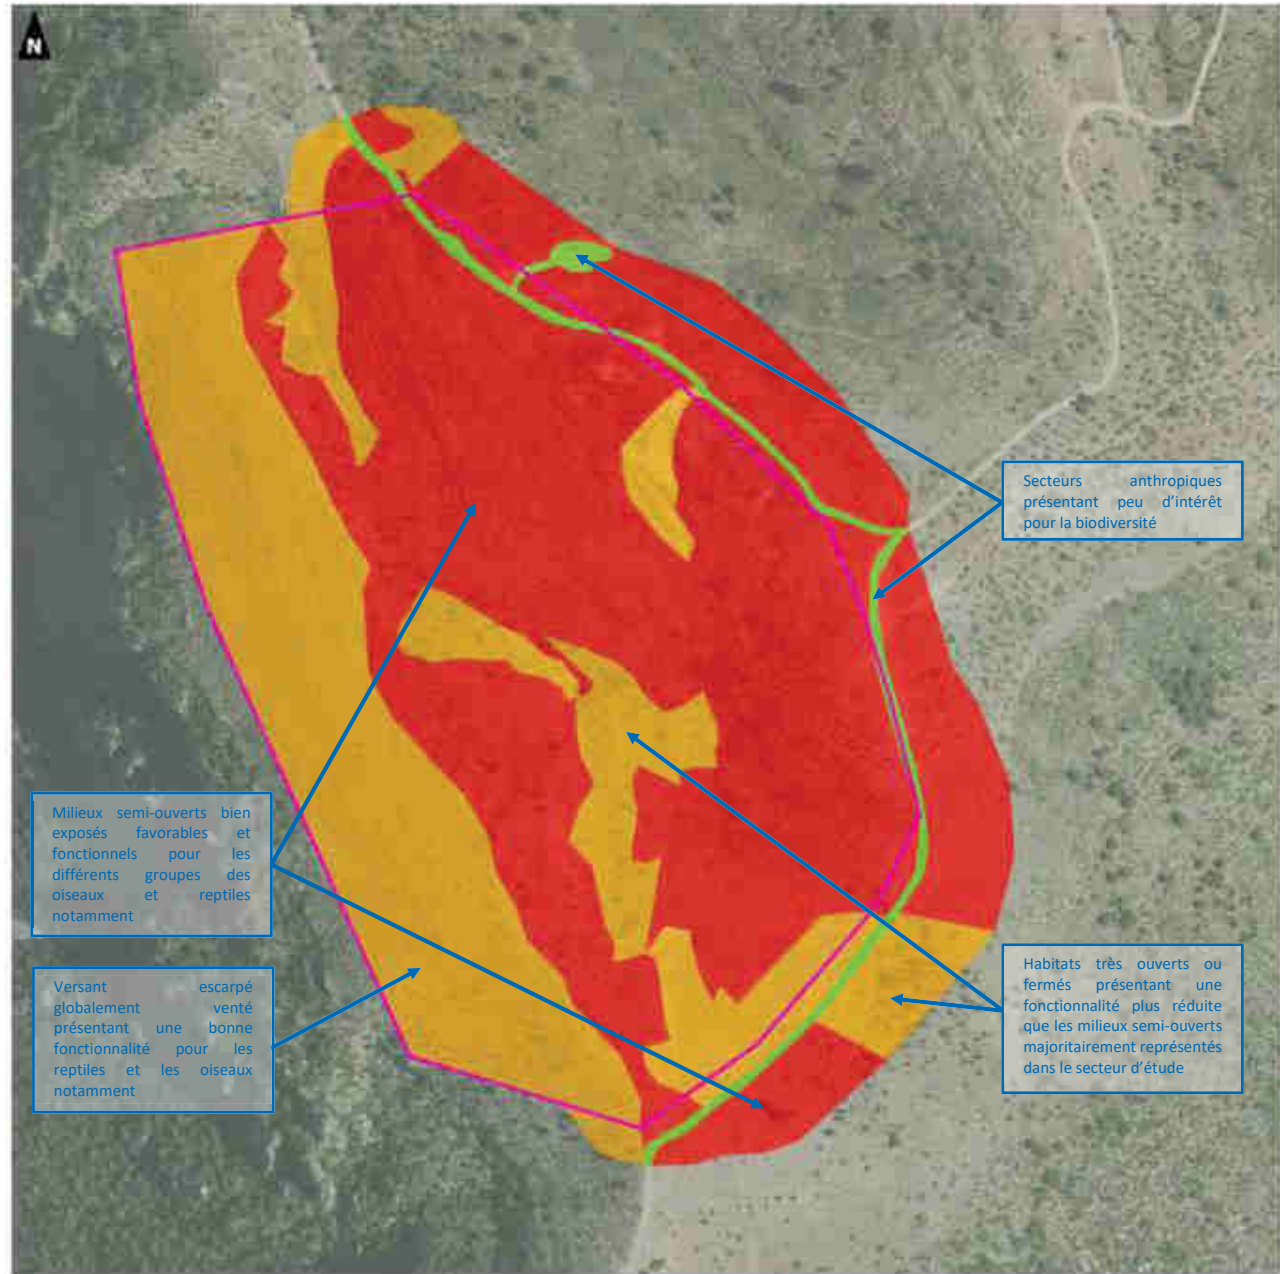 N
Secteurs anthropiques
présentant peu d'intérêt
pour la biodiversité
Milieux semi-ouverts bien
exposés favorables et
fonctionnels pour les
différents groupes des
oiseaux et reptiles
notamment
Versant escarpé
globalement venté
présentant une bonne
fonctionnalité pour les
reptiles et les oiseaux
notamment
Habitats très ouverts ou
fermés présentant une
fonctionnalité plus réduite
que les milieux semi-ouverts
majoritairement représentés
dans le secteur d'étude